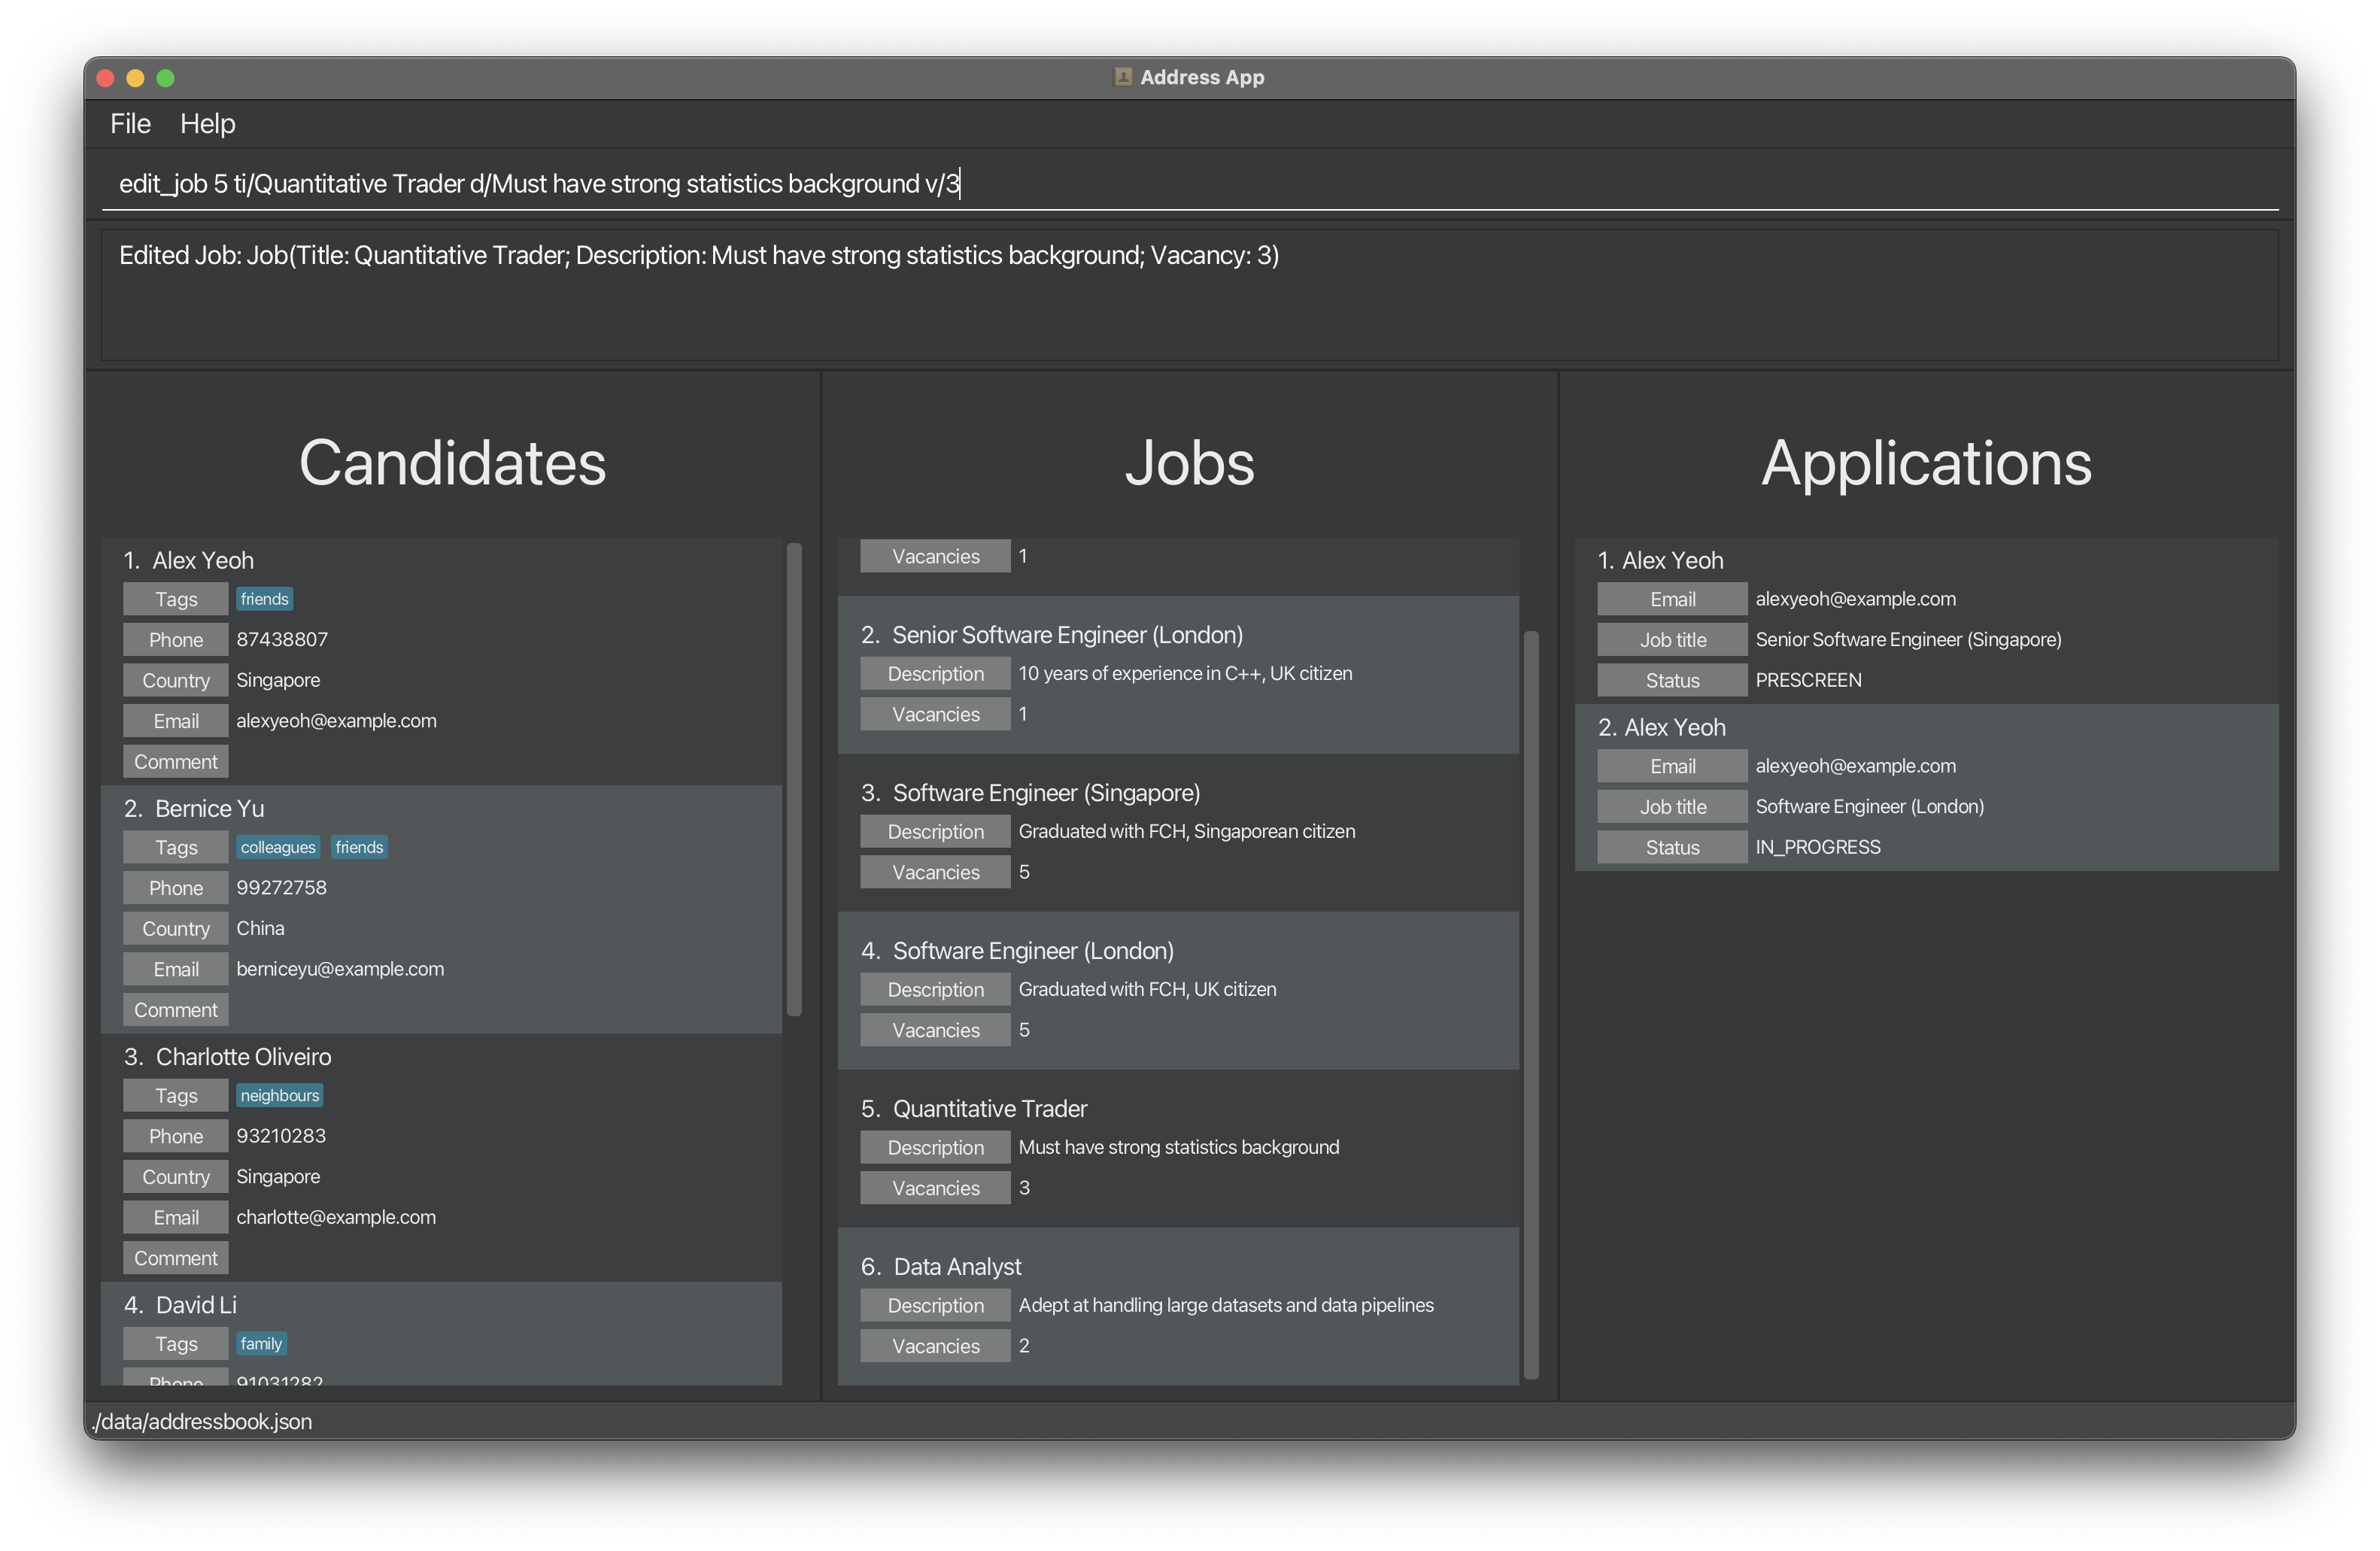 Address App
File Help
edit_job 5 ti/Quantitative Trader d/Must have strong statistics background v/3
Edited Job: Job(Title: Quantitative Trader; Description: Must have strong statistics background; Vacancy: 3)
Candidates
1. Alex Yeoh
Tags friends
Phone 87438807
Country Singapore
Email alexyeoh@example.com
Comment
2. Bernice Yu
Tags colleagues friends
Phone 99272758
Country China
Email berniceyu@example.com
Comment
3. Charlotte Oliveiro
Tags neighbours
Phone 93210283
Country Singapore
Email charlotte@example.com
Comment
4. David Li
Tags family
Phone 91031282
Jobs
Vacancies 1
2. Senior Software Engineer (London)
Description 10 years of experience in C++, UK citizen
Vacancies 1
3. Software Engineer (Singapore)
Description Graduated with FCH, Singaporean citizen
Vacancies 5
4. Software Engineer (London)
Description Graduated with FCH, UK citizen
Vacancies 5
5. Quantitative Trader
Description Must have strong statistics background
Vacancies 3
6. Data Analyst
Description Adept at handling large datasets and data pipelines
Vacancies 2
Applications
1. Alex Yeoh
Email alexyeoh@example.com
Job title Senior Software Engineer (Singapore)
Status PRESCREEN
2. Alex Yeoh
Email alexyeoh@example.com
Job title Software Engineer (London)
Status IN_PROGRESS
./data/addressbook.json